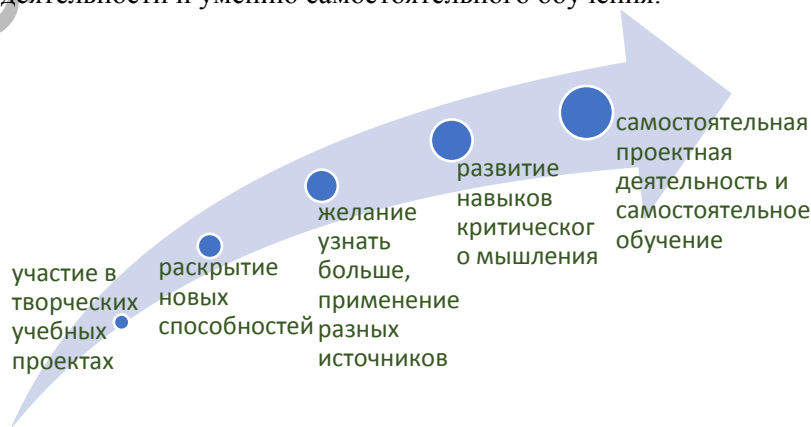 деятельности и умению самостоятельного обучения.
участие в
творческих
учебных
проектах
раскрытие
новых
способностей
желание
узнать
больше,
применение
разных
источников
развитие
навыков
критическог
о мышления
самостоятельная
проектная
деятельность и
самостоятельное
обучение